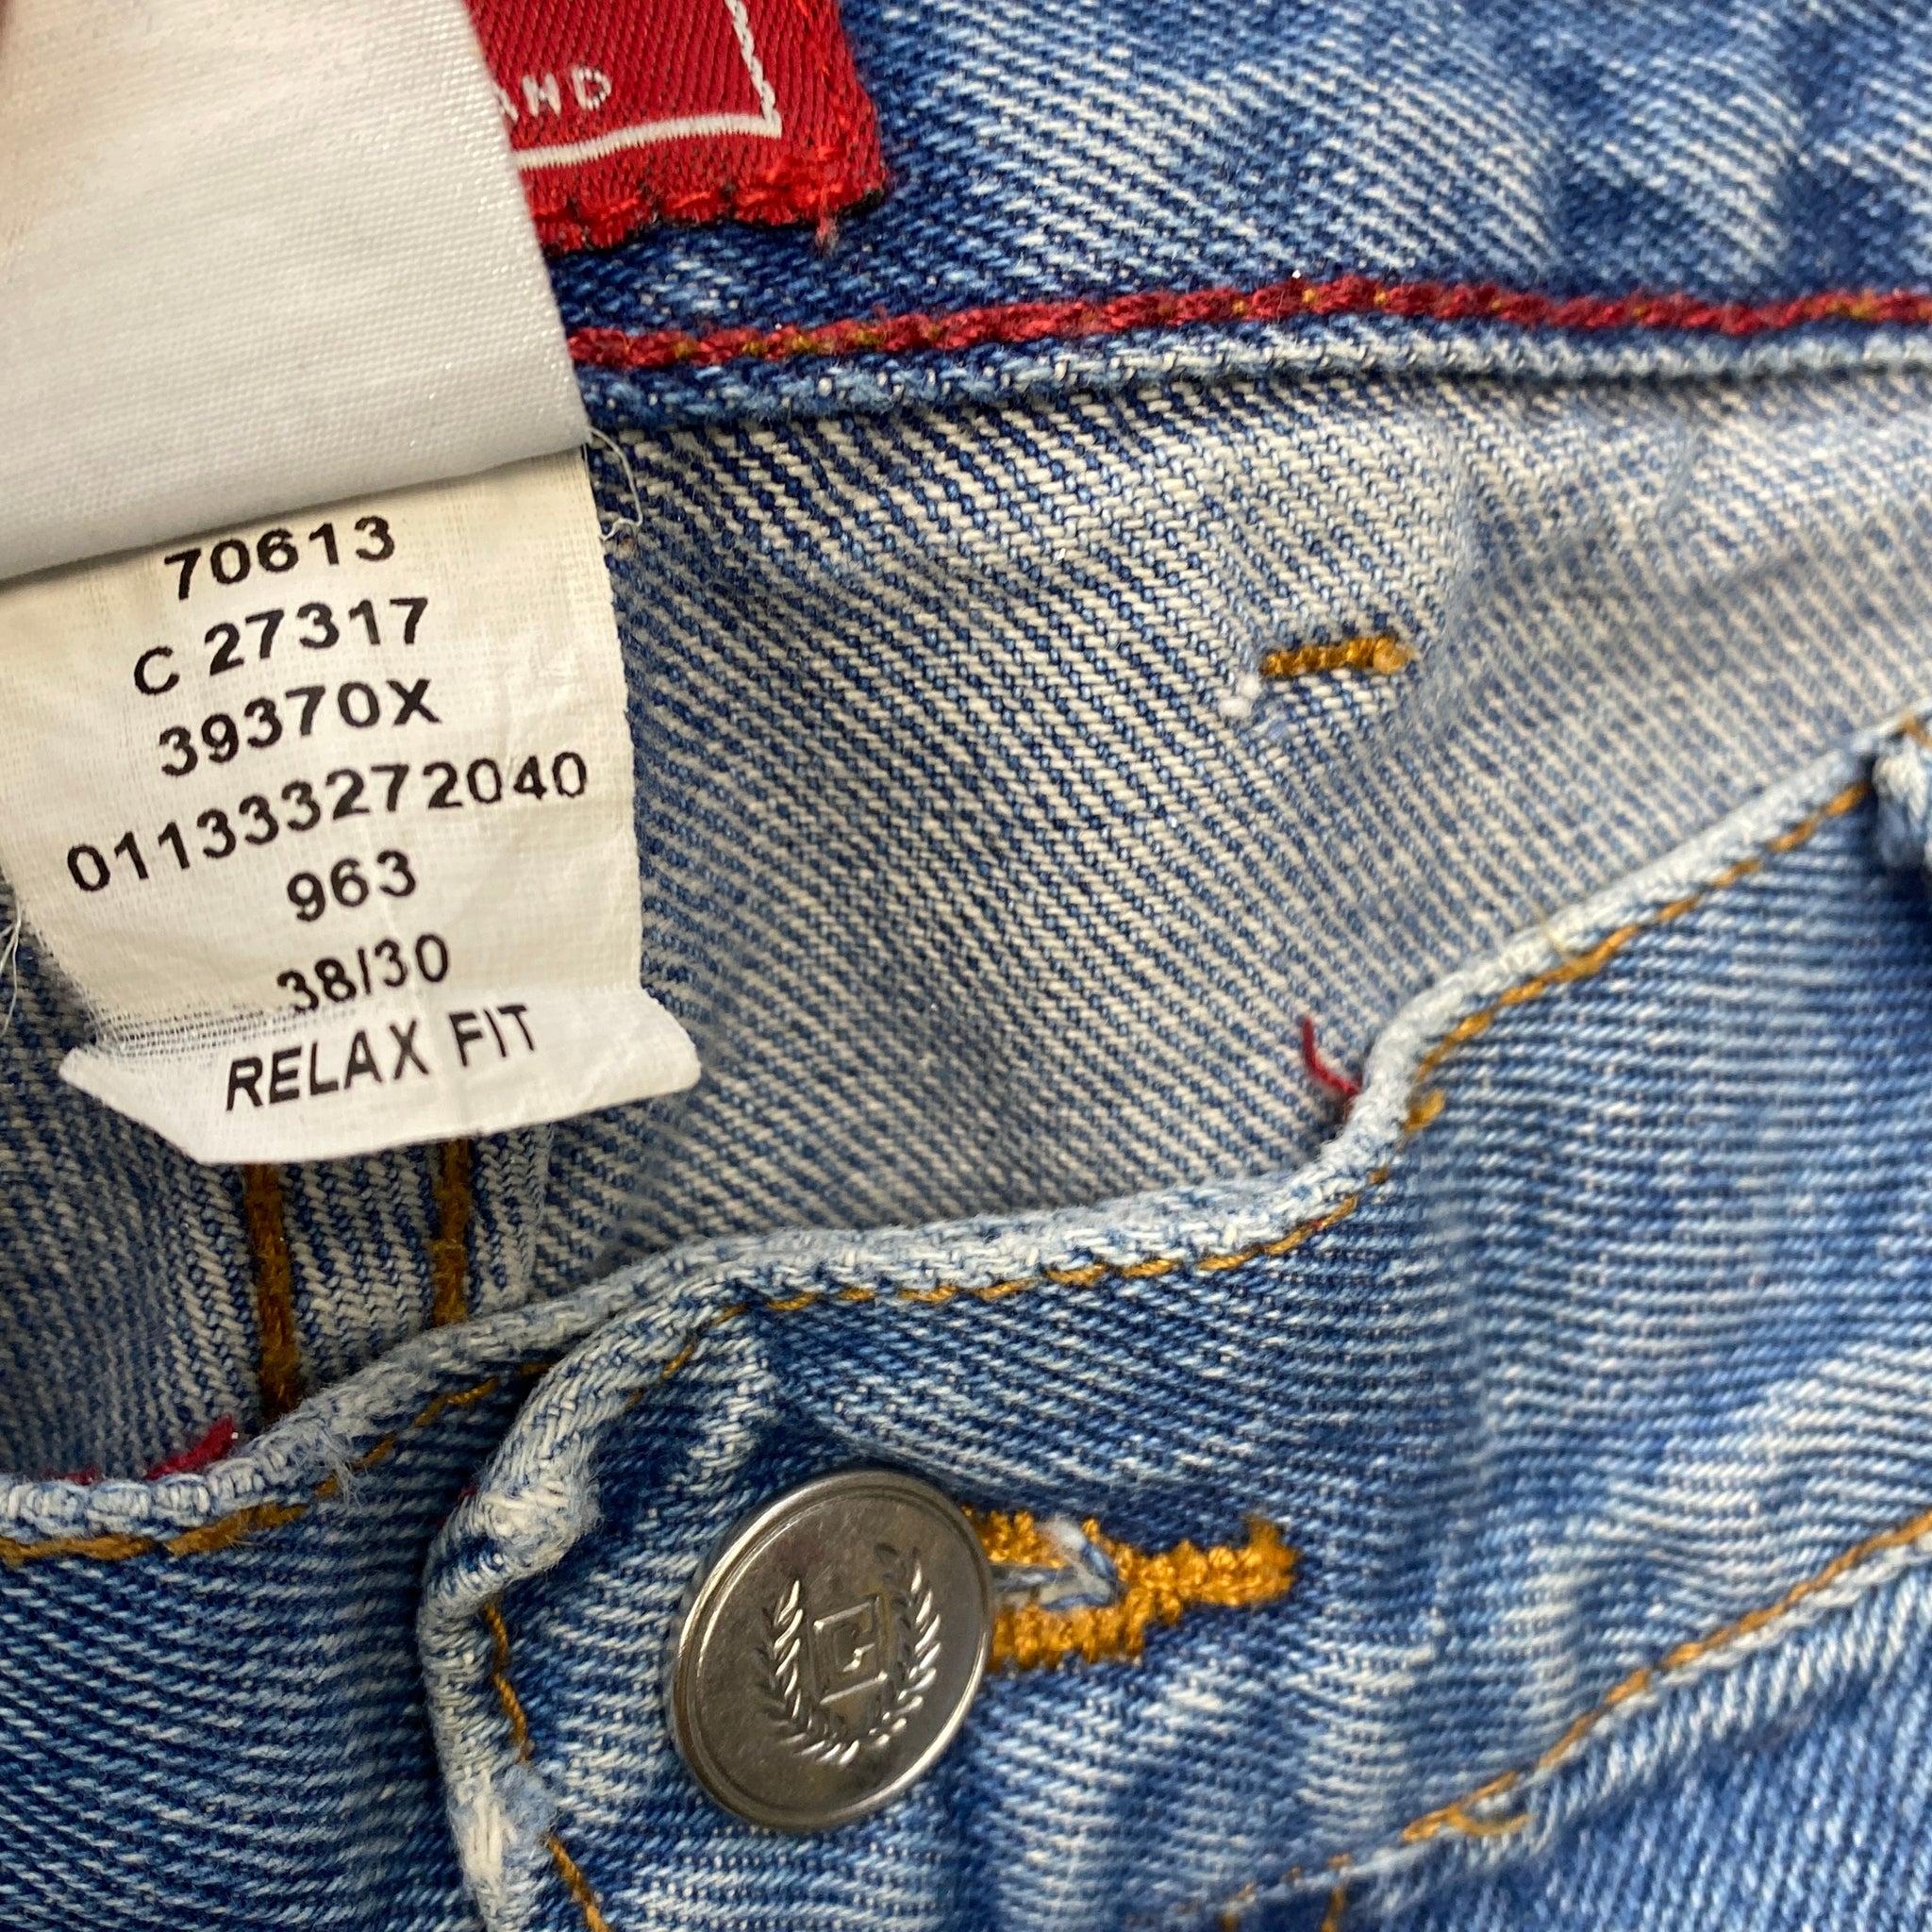 AND
70613
C 27317
39370X
011333272040
963
38/30
RELAX FIT